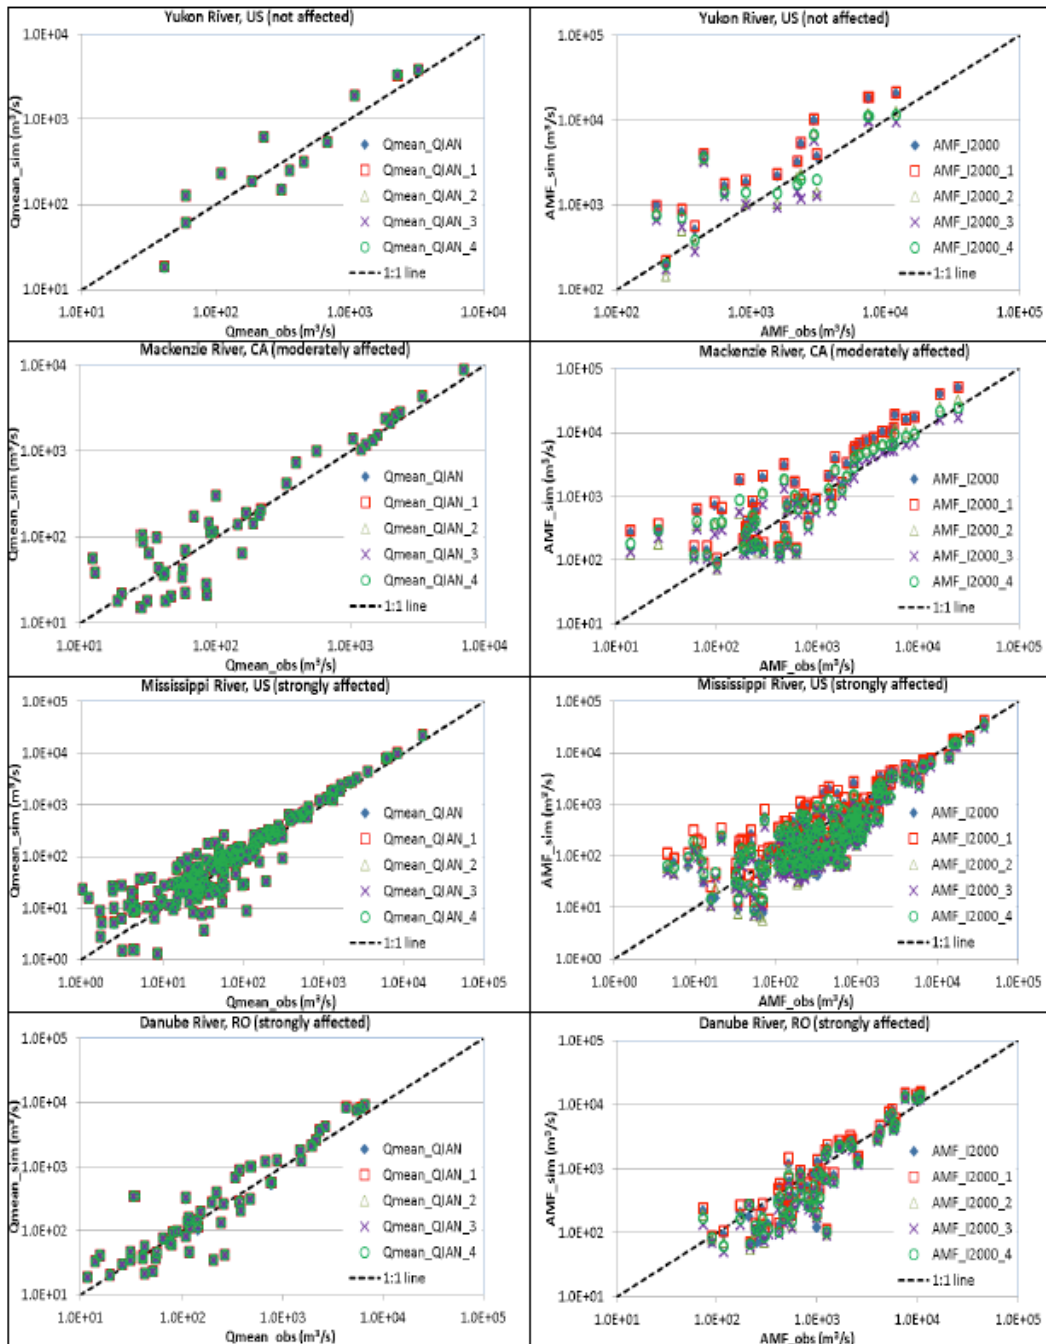 Yukon River, US (not affected)
1.0E+04
1.0E+03
1.0E+02
1.0E+01
Qmean_sim (m³/s)
Qmean_QIAN
Qmean_QIAN_1
Qmean_QIAN_2
Qmean_QIAN_3
Qmean_QIAN_4
1:1 line
1.0E+01 1.0E+02 1.0E+03 1.0E+04
Qmean_obs (m³/s)
Yukon River, US (not affected)
1.0E+05
1.0E+04
1.0E+03
1.0E+02
AMF_sim (m³/s)
AMF_I2000
AMF_I2000_1
AMF_I2000_2
AMF_I2000_3
AMF_I2000_4
1:1 line
1.0E+02 1.0E+03 1.0E+04 1.0E+05
AMF_obs (m³/s)
Mackenzie River, CA (moderately affected)
1.0E+04
1.0E+03
1.0E+02
1.0E+01
Qmean_sim (m³/s)
Qmean_QIAN
Qmean_QIAN_1
Qmean_QIAN_2
Qmean_QIAN_3
Qmean_QIAN_4
1:1 line
1.0E+01 1.0E+02 1.0E+03 1.0E+04
Qmean_obs (m³/s)
Mackenzie River, CA (moderately affected)
1.0E+05
1.0E+04
1.0E+03
1.0E+02
1.0E+01
AMF_sim (m³/s)
AMF_I2000
AMF_I2000_1
AMF_I2000_2
AMF_I2000_3
AMF_I2000_4
1:1 line
1.0E+01 1.0E+02 1.0E+03 1.0E+04 1.0E+05
AMF_obs (m³/s)
Mississippi River, US (strongly affected)
1.0E+05
1.0E+04
1.0E+03
1.0E+02
1.0E+01
1.0E+00
Qmean_sim (m³/s)
Qmean_QIAN
Qmean_QIAN_1
Qmean_QIAN_2
Qmean_QIAN_3
Qmean_QIAN_4
1:1 line
1.0E+00 1.0E+01 1.0E+02 1.0E+03 1.0E+04 1.0E+05
Qmean_obs (m³/s)
Mississippi River, US (strongly affected)
1.0E+05
1.0E+04
1.0E+03
1.0E+02
1.0E+01
1.0E+00
AMF_sim (m³/s)
AMF_I2000
AMF_I2000_1
AMF_I2000_2
AMF_I2000_3
AMF_I2000_4
1:1 line
1.0E+00 1.0E+01 1.0E+02 1.0E+03 1.0E+04 1.0E+05
AMF_obs (m³/s)
Danube River, RO (strongly affected)
1.0E+05
1.0E+04
1.0E+03
1.0E+02
1.0E+01
Qmean_sim (m³/s)
Qmean_QIAN
Qmean_QIAN_1
Qmean_QIAN_2
Qmean_QIAN_3
Qmean_QIAN_4
1:1 line
1.0E+01 1.0E+02 1.0E+03 1.0E+04 1.0E+05
Qmean_obs (m³/s)
Danube River, RO (strongly affected)
1.0E+05
1.0E+04
1.0E+03
1.0E+02
1.0E+01
AMF_sim (m³/s)
AMF_I2000
AMF_I2000_1
AMF_I2000_2
AMF_I2000_3
AMF_I2000_4
1:1 line
1.0E+01 1.0E+02 1.0E+03 1.0E+04 1.0E+05
AMF_obs (m³/s)